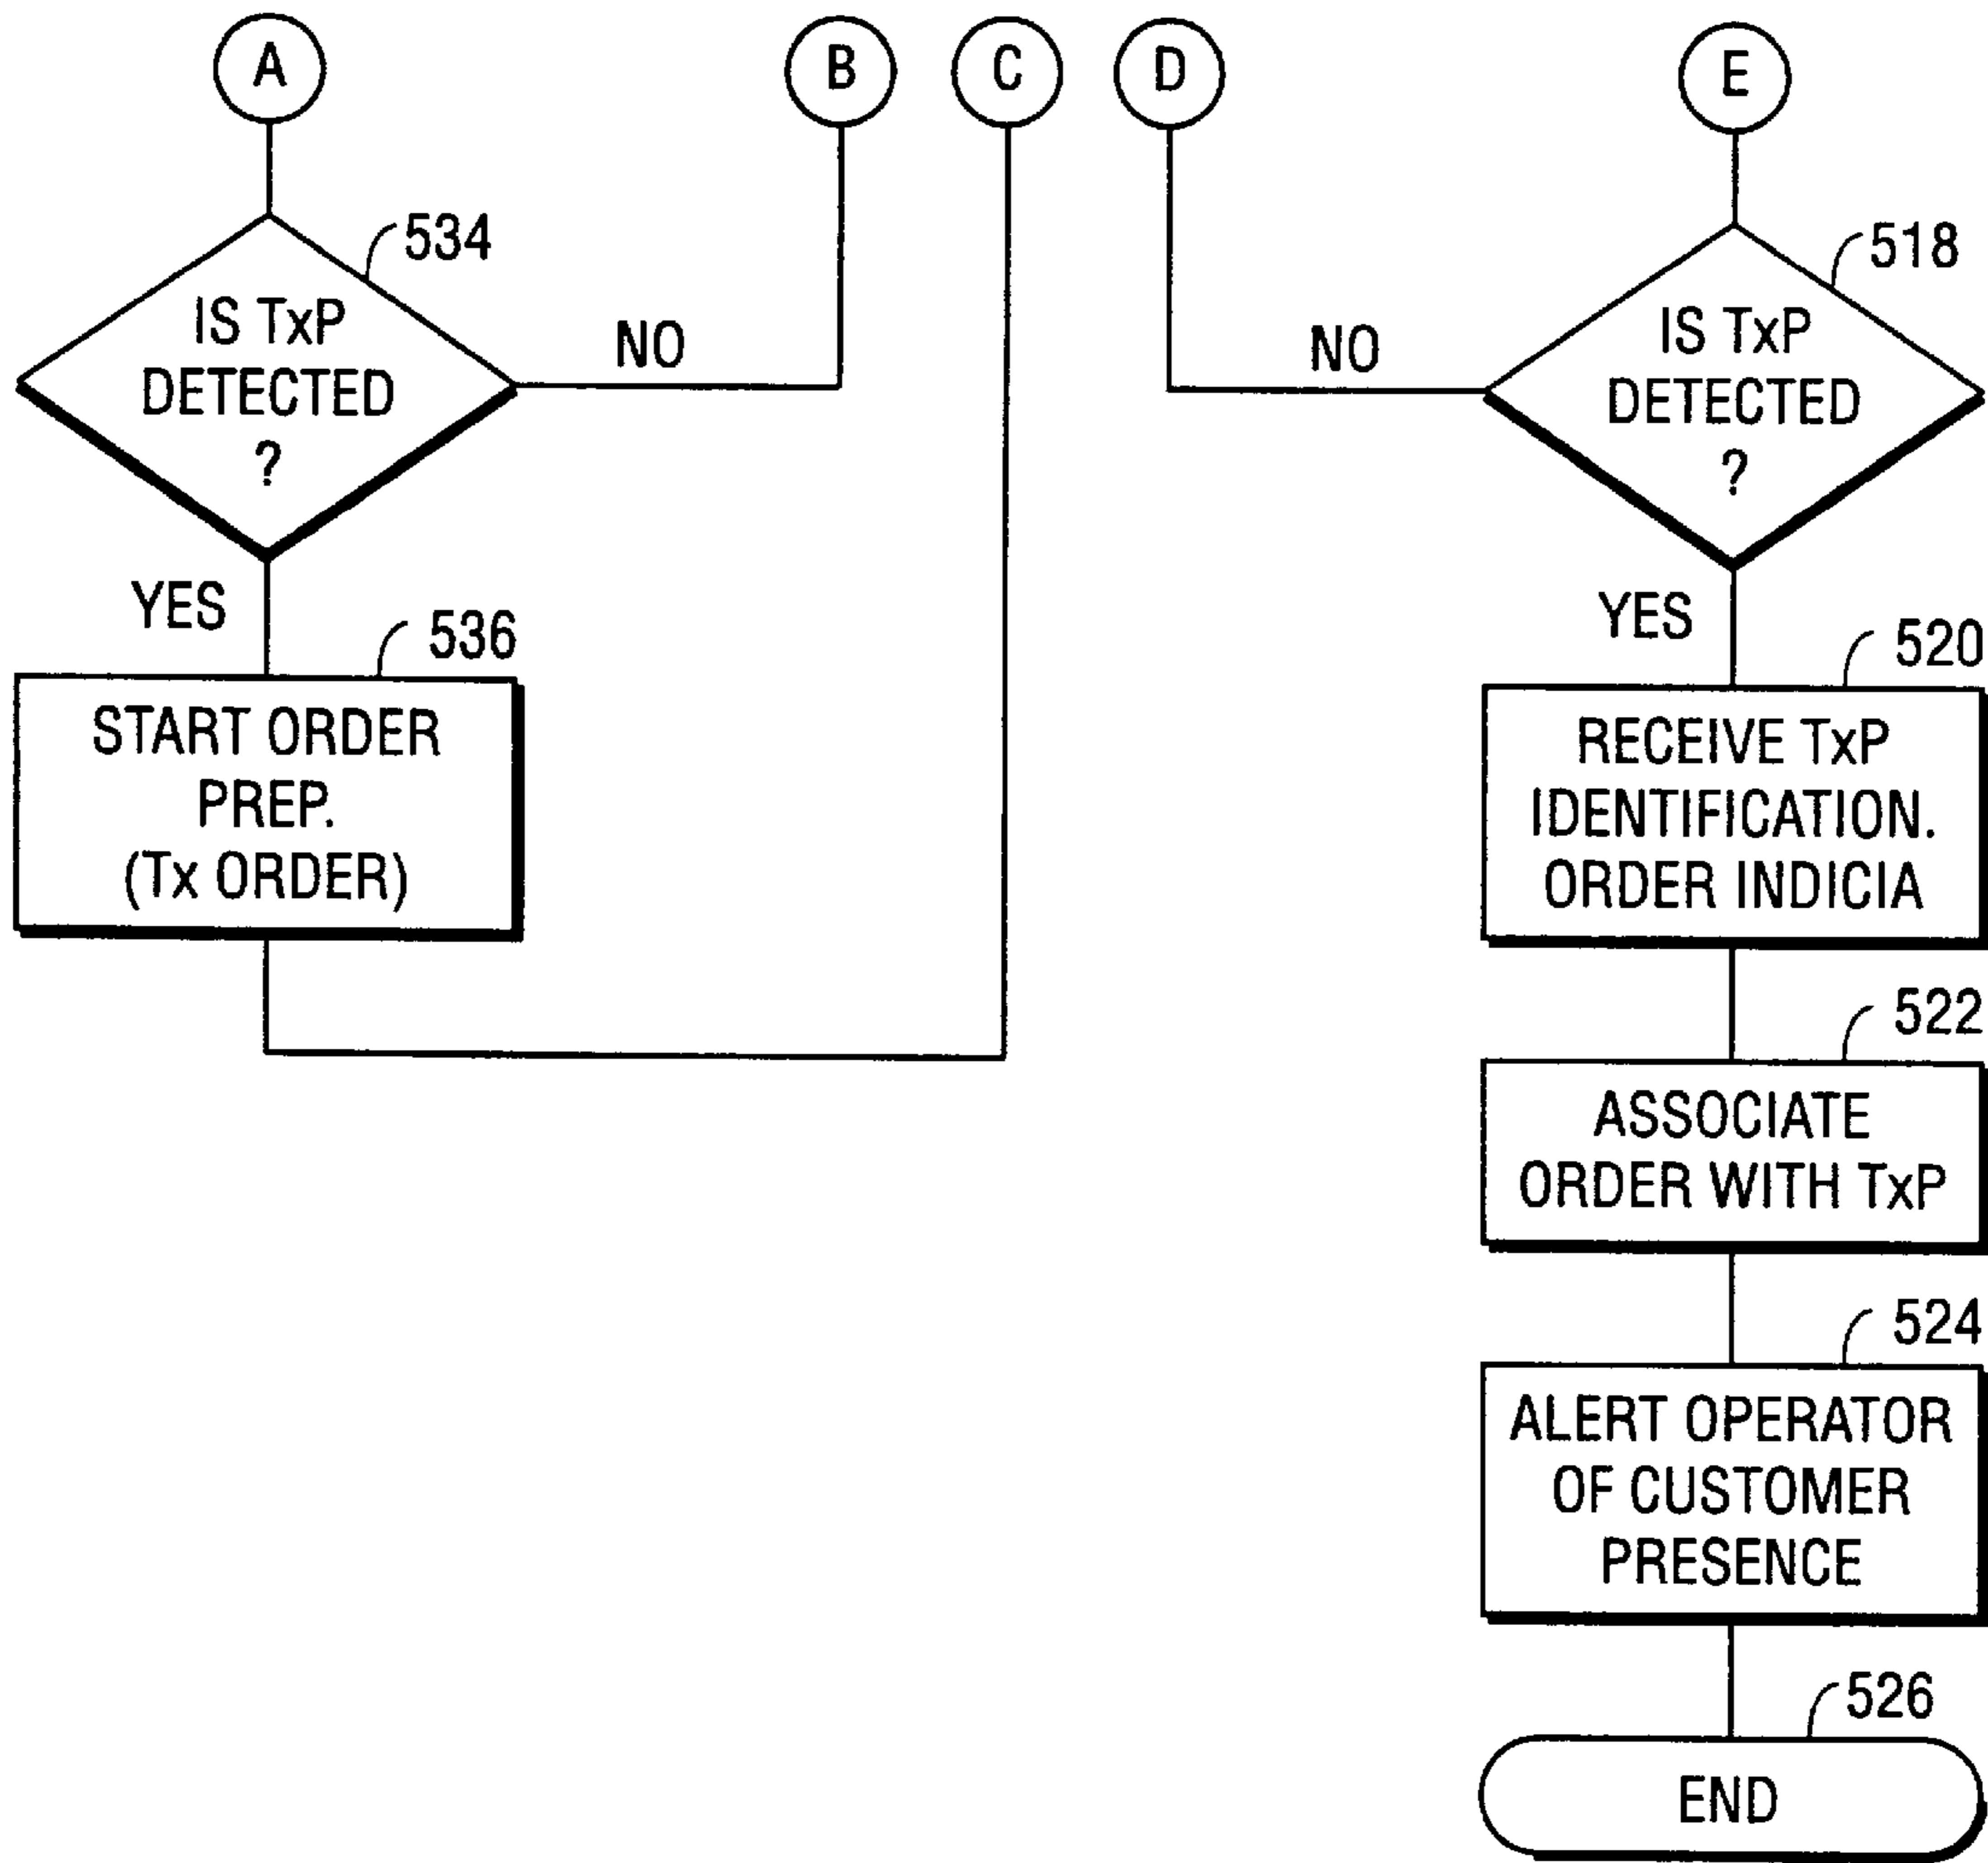 A
B
C
D
E
534
IS TxP
DETECTED
?
NO
YES
536
START ORDER
PREP.
(Tx ORDER)
518
IS TxP
DETECTED
?
NO
YES
520
RECEIVE TxP
IDENTIFICATION.
ORDER INDICIA
522
ASSOCIATE
ORDER WITH TxP
524
ALERT OPERATOR
OF CUSTOMER
PRESENCE
526
END